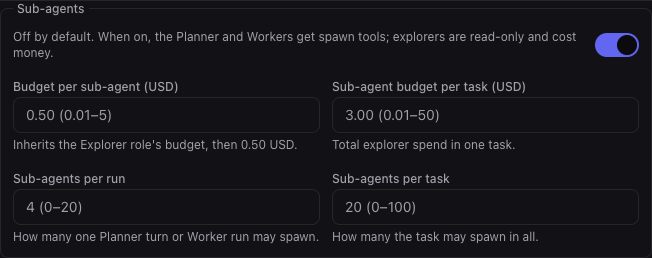 Sub-agents
Off by default. When on, the Planner and Workers get spawn tools; explorers are read-only and cost
money.
Budget per sub-agent (USD)
Sub-agent budget per task (USD)
0.50 (0.01–5)
3.00 (0.01–50)
Inherits the Explorer role's budget, then 0.50 USD.
Total explorer spend in one task.
Sub-agents per run
Sub-agents per task
4 (0–20)
20 (0–100)
How many one Planner turn or Worker run may spawn.
How many the task may spawn in all.